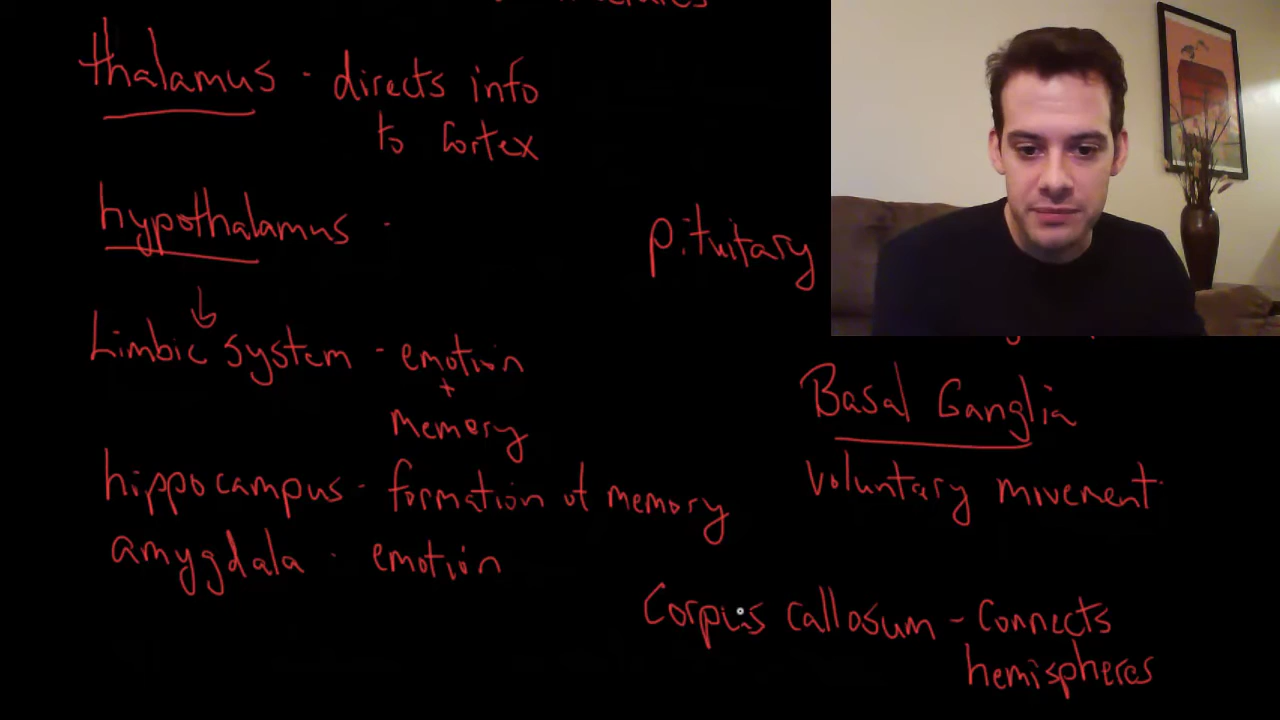 thalamus - directs info
to Cortex
hypothalamus -
pituitary
Limbic system - emotion
+
memory
Basal Ganglia
voluntary movement
hippocampus - formation of memory
amygdala - emotion
Corpus callosum - Connects
hemispheres